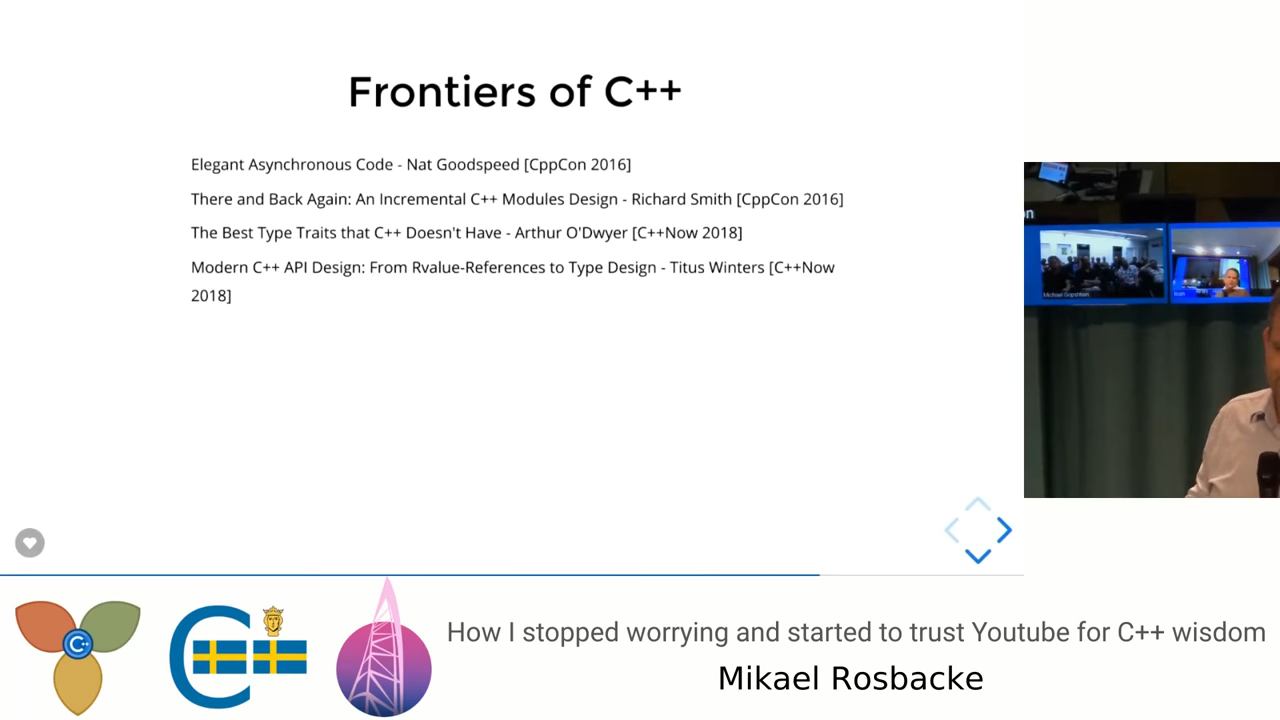 Frontiers of C++
Elegant Asynchronous Code - Nat Goodspeed [CppCon 2016]
There and Back Again: An Incremental C++ Modules Design - Richard Smith [CppCon 2016]
The Best Type Traits that C++ Doesn't Have - Arthur O'Dwyer [C++Now 2018]
Modern C++ API Design: From Rvalue-References to Type Design - Titus Winters [C++Now
2018]
on
C++
C++
How I stopped worrying and started to trust Youtube for C++ wisdom
Mikael Rosbacke